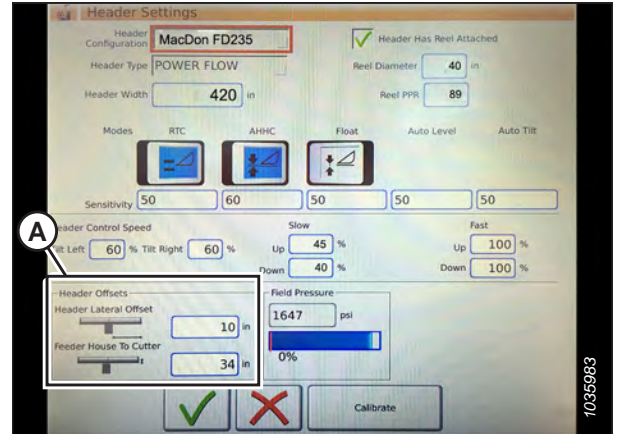 Header Settings
Header Configuration MacDon FD235 Header Has Reel Attached
Header Type POWER FLOW Reel Diameter 40 in
Header Width 420 in Reel PPR 89
Modes RTC AHHC Float Auto Level Auto Tilt
Sensitivity 50 60 50 50 50
A
eader Control Speed Slow Fast
Tilt Left 60 % Tilt Right 60 % Up 45 % Up 100 %
Down 40 % Down 100 %
Header Offsets Field Pressure
Header Lateral Offset 10 in 1647 psi
Feeder House To Cutter 34 in 0%
Calibrate
1035983